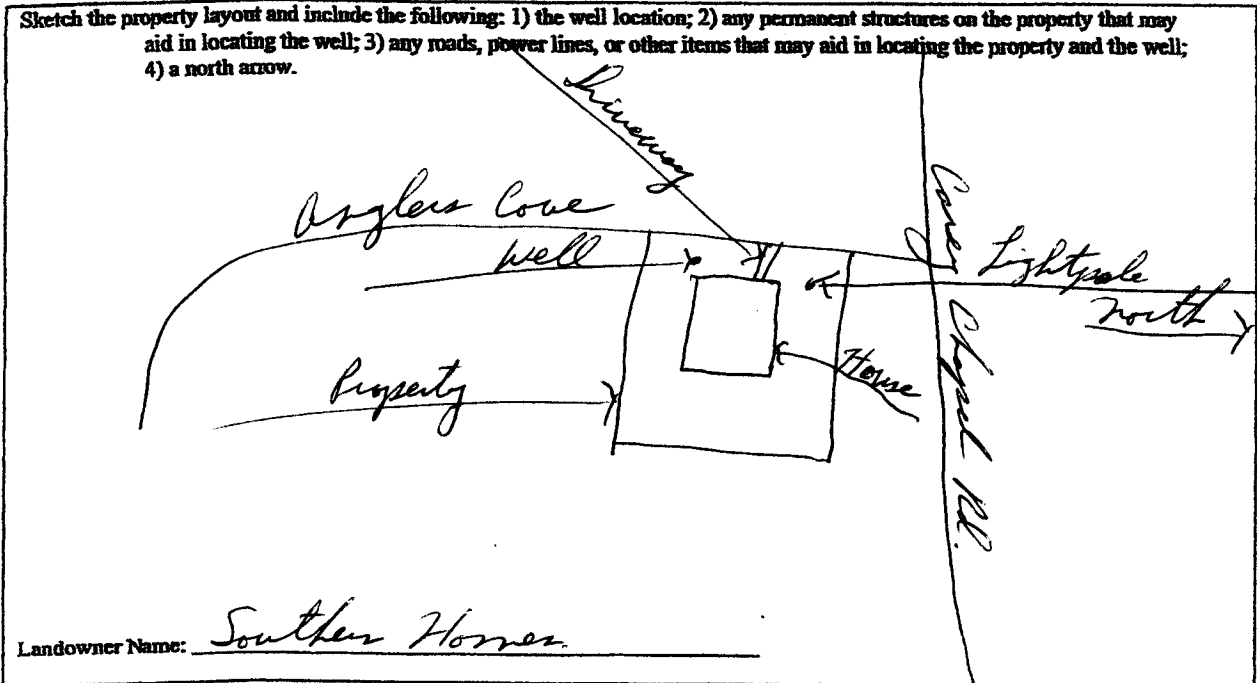 Sketch the property layout and include the following: 1) the well location; 2) any permanent structures on the property that may
aid in locating the well; 3) any roads, power lines, or other items that may aid in locating the property and the well;
4) a north arrow.
Driveway
Anglers Cove
Well
Lightpole
North
Property
House
Chapel Rd.
Landowner Name: Southern Homes